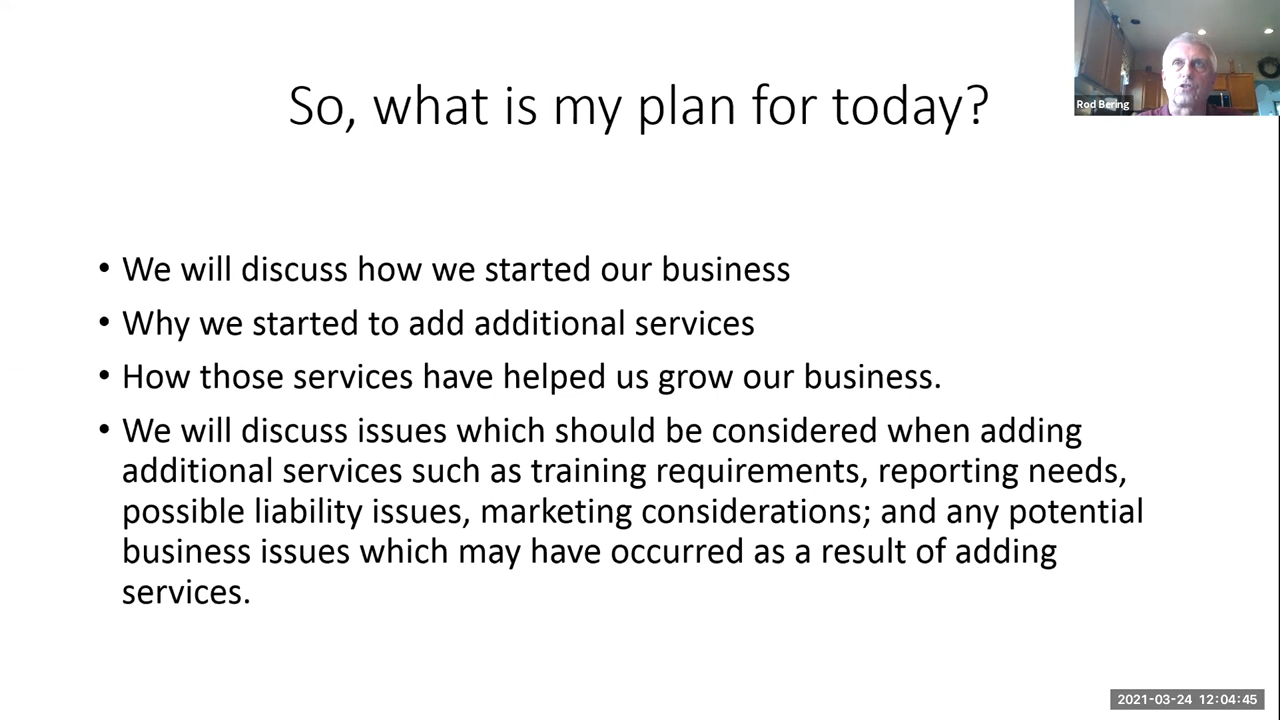 So, what is my plan for today?
Rod Bering
• We will discuss how we started our business
• Why we started to add additional services
• How those services have helped us grow our business.
• We will discuss issues which should be considered when adding
additional services such as training requirements, reporting needs,
possible liability issues, marketing considerations; and any potential
business issues which may have occurred as a result of adding
services.
2021-03-24 12:04:45